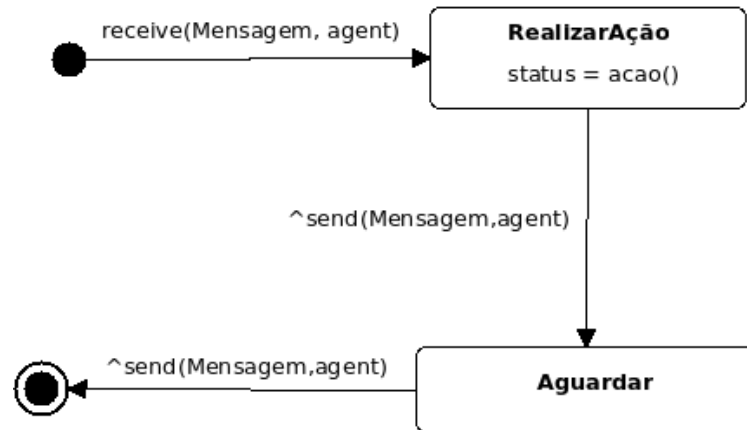 receive(Mensagem, agent)
RealizarAção
status = acao()
^send(Mensagem,agent)
^send(Mensagem,agent)
Aguardar